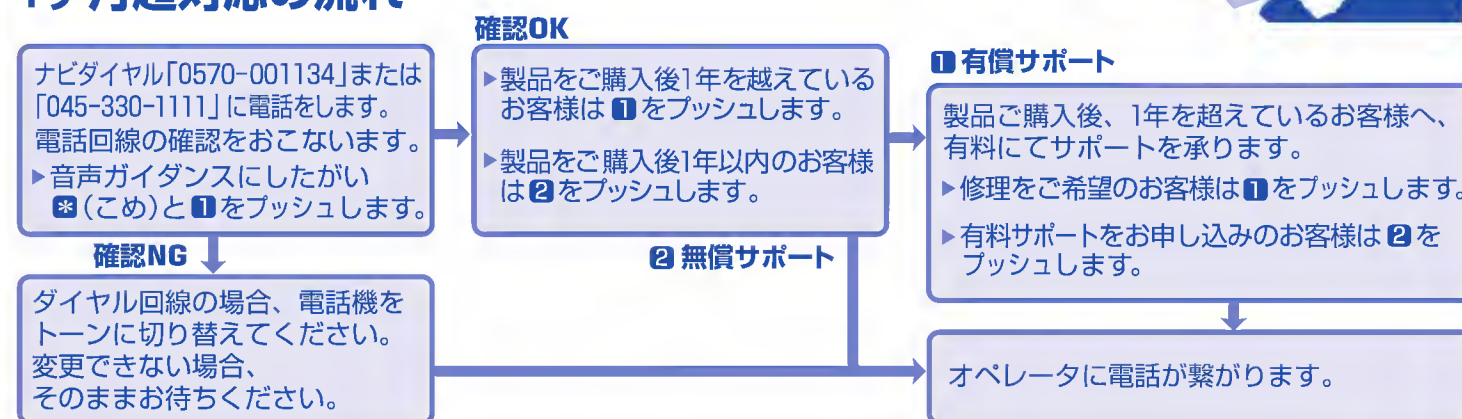 確認OK
ナビダイヤル「0570-001134」または
「045-330-1111」に電話をします。
電話回線の確認をおこないます。
▶音声ガイダンスにしたがい
*(こめ)と1をプッシュします。
▶製品をご購入後1年を越えている
お客様は1をプッシュします。
▶製品をご購入後1年以内のお客様
は2をプッシュします。
1 有償サポート
製品ご購入後、1年を超えているお客様へ、
有料にてサポートを承ります。
▶修理をご希望のお客様は1をプッシュします。
▶有料サポートをお申し込みのお客様は2を
プッシュします。
確認NG
2 無償サポート
ダイヤル回線の場合、電話機を
トーンに切り替えてください。
変更できない場合、
そのままお待ちください。
オペレータに電話が繋がります。